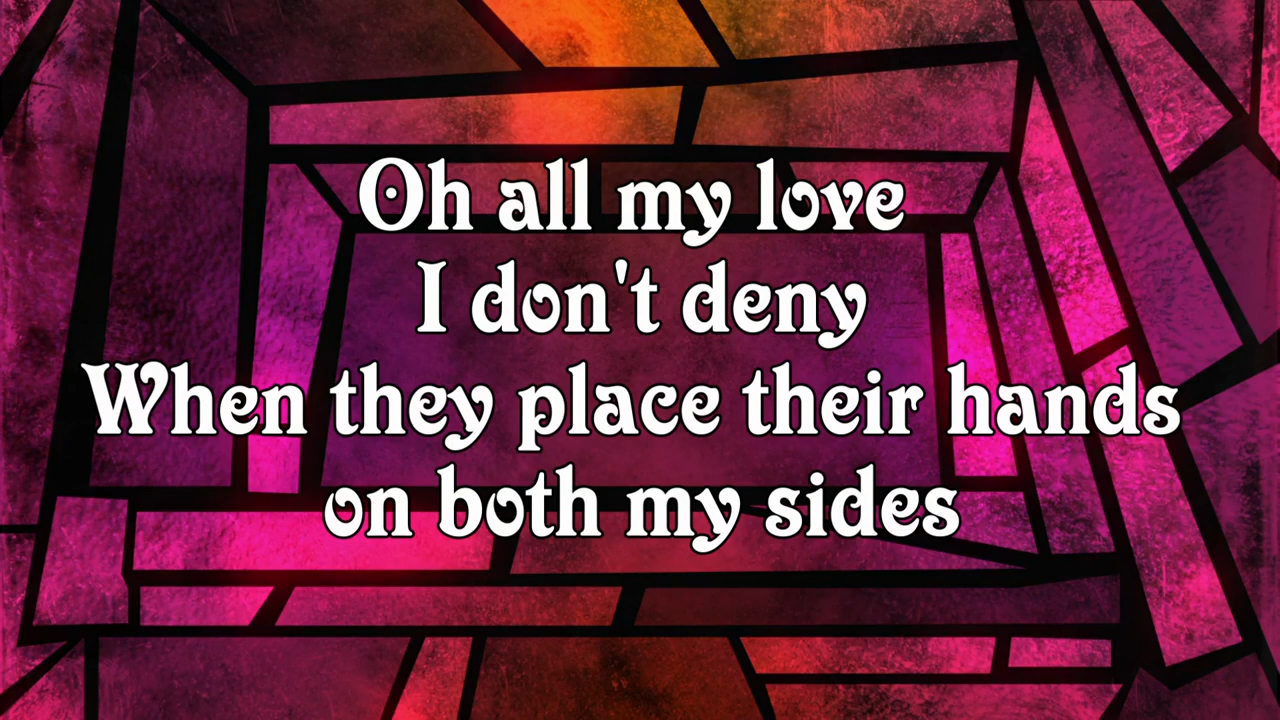 Oh all my love
I don't deny
When they place their hands
on both my sides